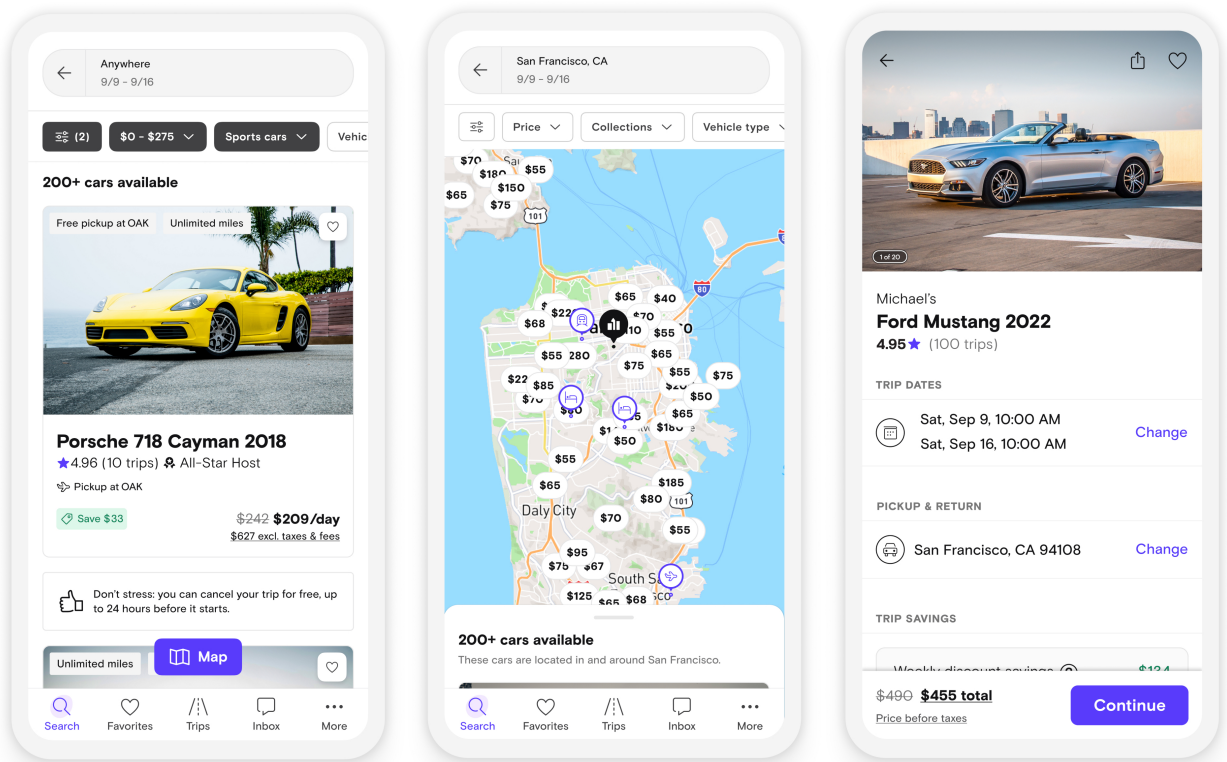 Anywhere
9/9 - 9/16
(2)
$0 - $275
Sports cars
Vehic
200+ cars available
Free pickup at OAK
Unlimited miles
Porsche 718 Cayman 2018
4.96 (10 trips) All-Star Host
Pickup at OAK
Save $33
$242 $209/day
$627 excl. taxes & fees
Don't stress: you can cancel your trip for free, up
to 24 hours before it starts.
Unlimited miles
Map
Search
Favorites
Trips
Inbox
More
San Francisco, CA
9/9 - 9/16
Price
Collections
Vehicle type
$70
$180
$55
$65
$150
$75
101
80
$65
$40
$22
$70
$68
$55
$55
280
$65
$75
$55
$75
$22
$85
$50
$65
$180
$50
$55
$65
$185
$80
101
Daly City
$70
$55
$95
$75
$67
South S
$125
$65
$68
200+ cars available
These cars are located in and around San Francisco.
Search
Favorites
Trips
Inbox
More
1 of 20
Michael's
Ford Mustang 2022
4.95 (100 trips)
TRIP DATES
Sat, Sep 9, 10:00 AM
Sat, Sep 16, 10:00 AM
Change
PICKUP & RETURN
San Francisco, CA 94108
Change
TRIP SAVINGS
Weekly discount savings
$134
$490 $455 total
Price before taxes
Continue